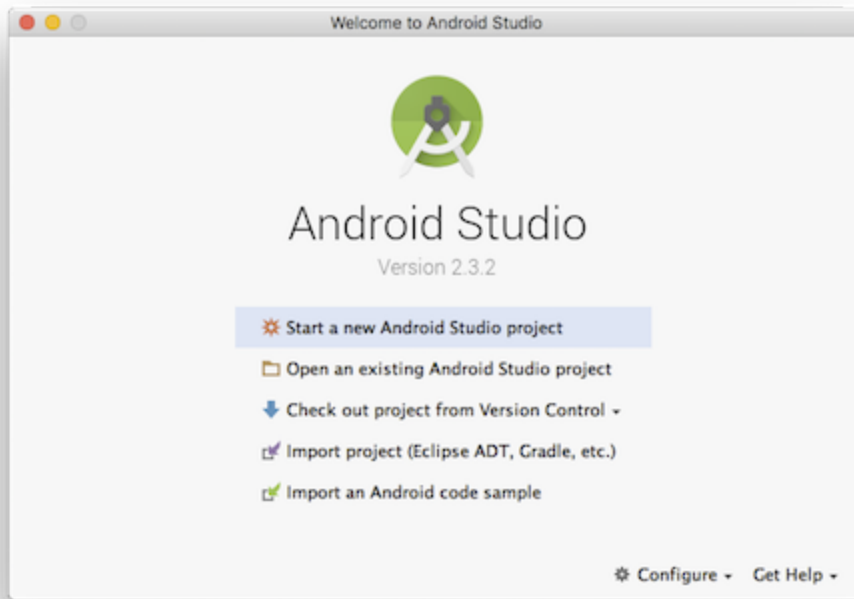 Welcome to Android Studio
Android Studio
Version 2.3.2
Start a new Android Studio project
Open an existing Android Studio project
Check out project from Version Control
Import project (Eclipse ADT, Gradle, etc.)
Import an Android code sample
Configure Get Help